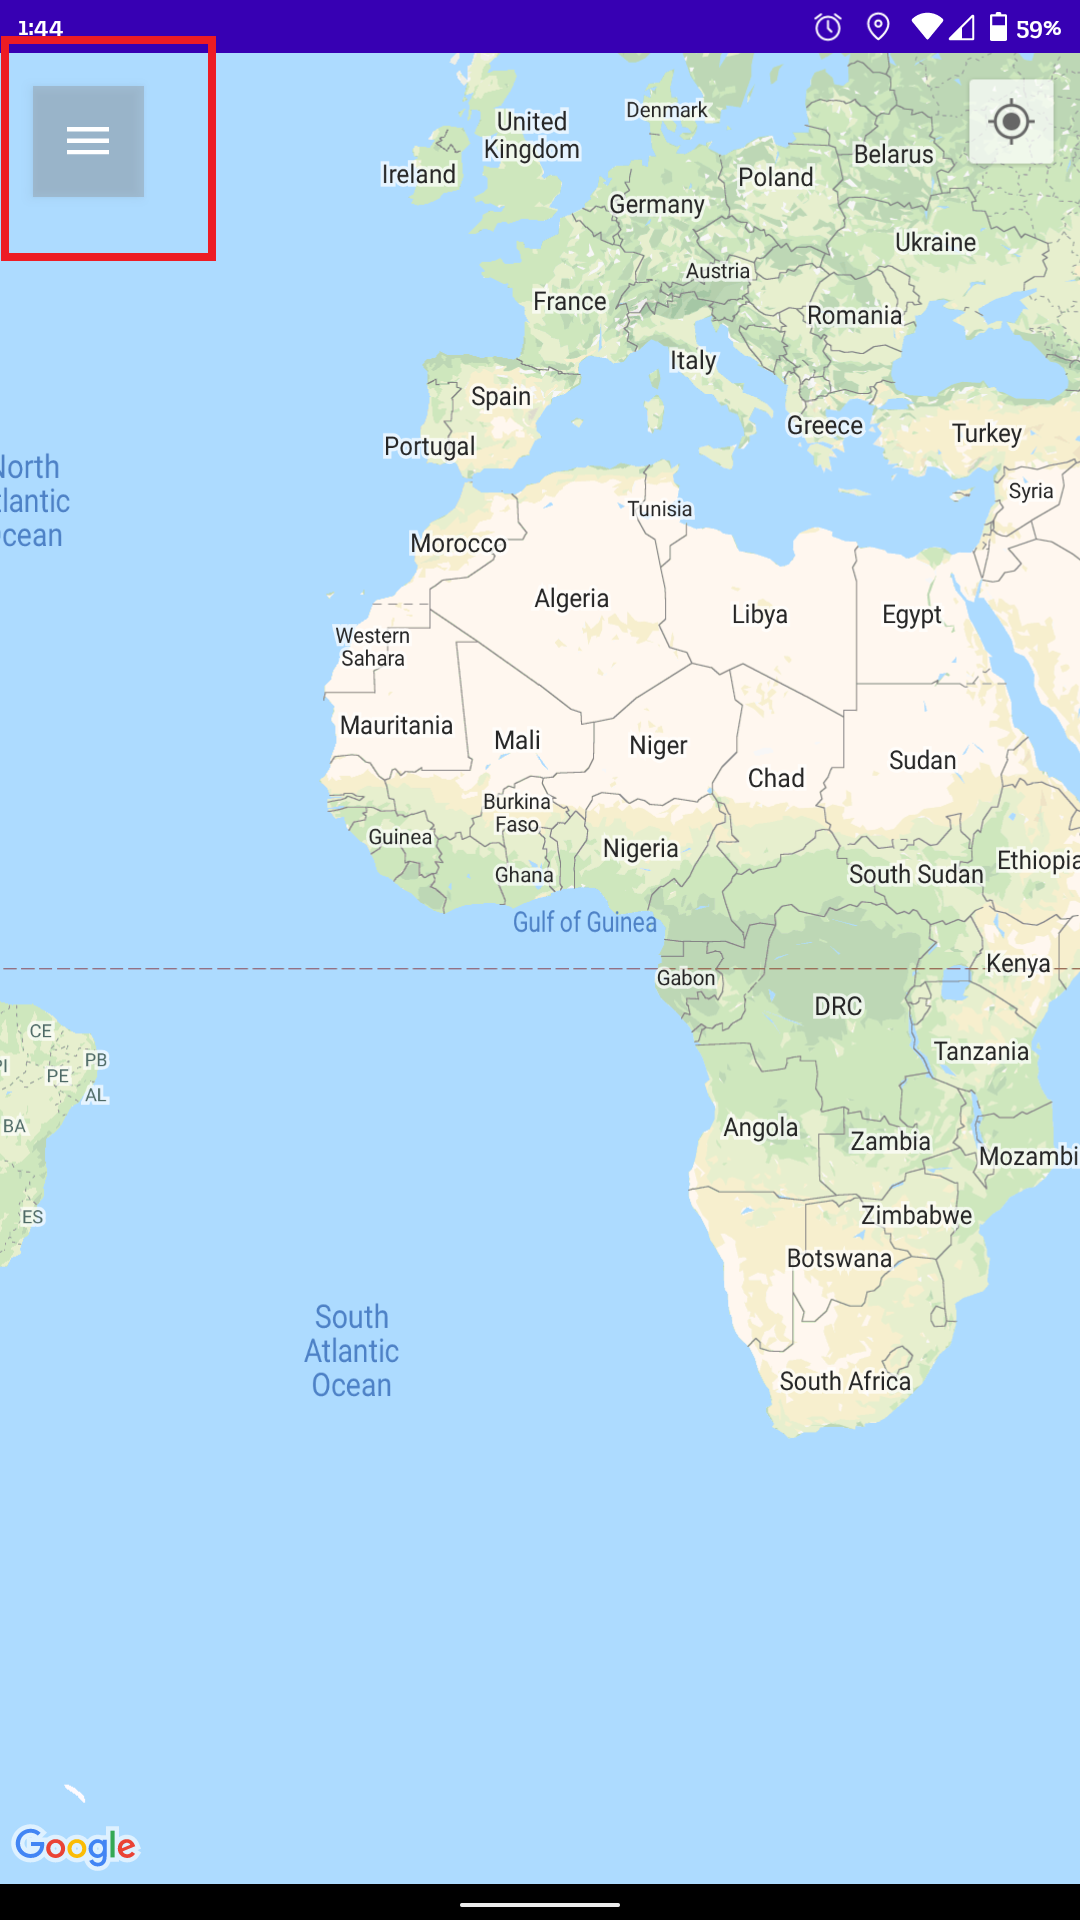 1:44
59%
Denmark
United
Kingdom
Belarus
Ireland
Poland
Germany
Ukraine
Austria
France
Romania
Italy
Spain
Greece
Turkey
Portugal
North
Atlantic
Ocean
Syria
Tunisia
Morocco
Algeria
Libya
Egypt
Western
Sahara
Mauritania
Mali
Niger
Sudan
Chad
Burkina
Faso
Guinea
Nigeria
Ethiopia
Ghana
South Sudan
Gulf of Guinea
Kenya
Gabon
DRC
CE
PI
PB
PE
Tanzania
AL
BA
Angola
Zambia
Mozambi
ES
Zimbabwe
Botswana
South
Atlantic
Ocean
South Africa
Google